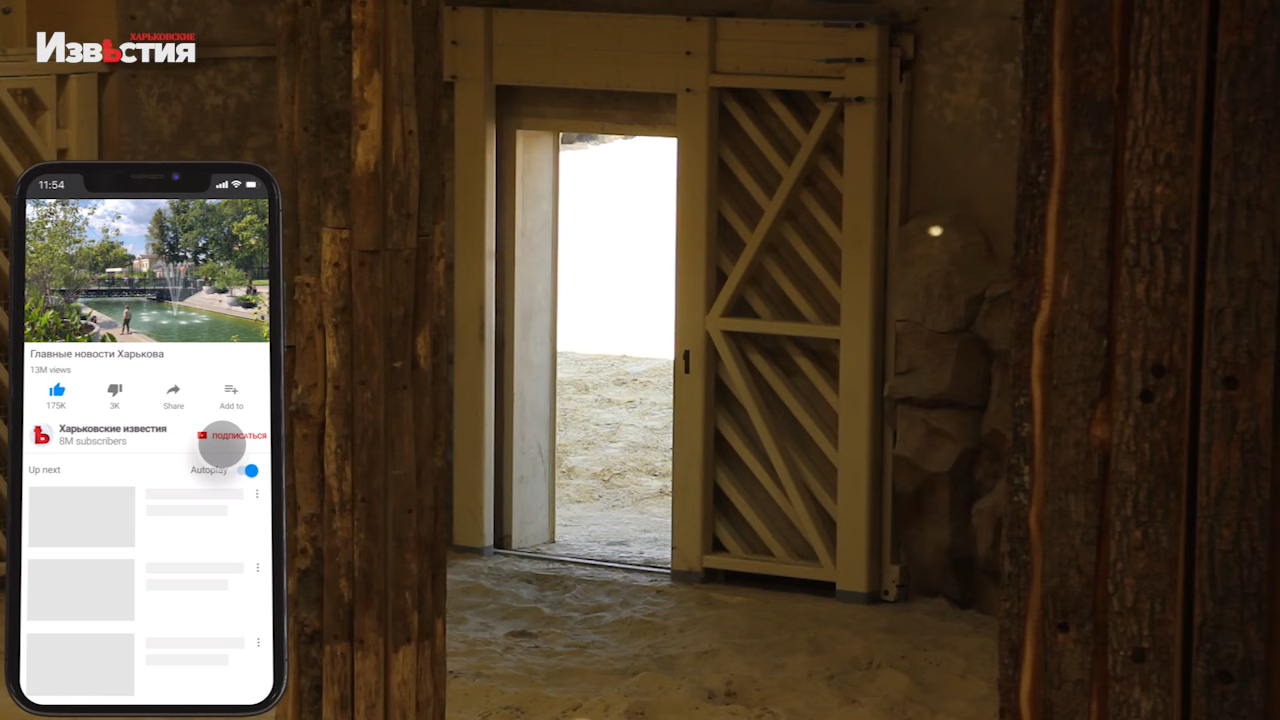 ХАРЬКОВСКИЕ
ИзвѣстиЯ
11:54
Главные новости Харькова
13M views
175K
3K
Share
Add to
Харьковские известия
8M subscribers
ПОДПИСАТЬСЯ
Up next
Autoplay